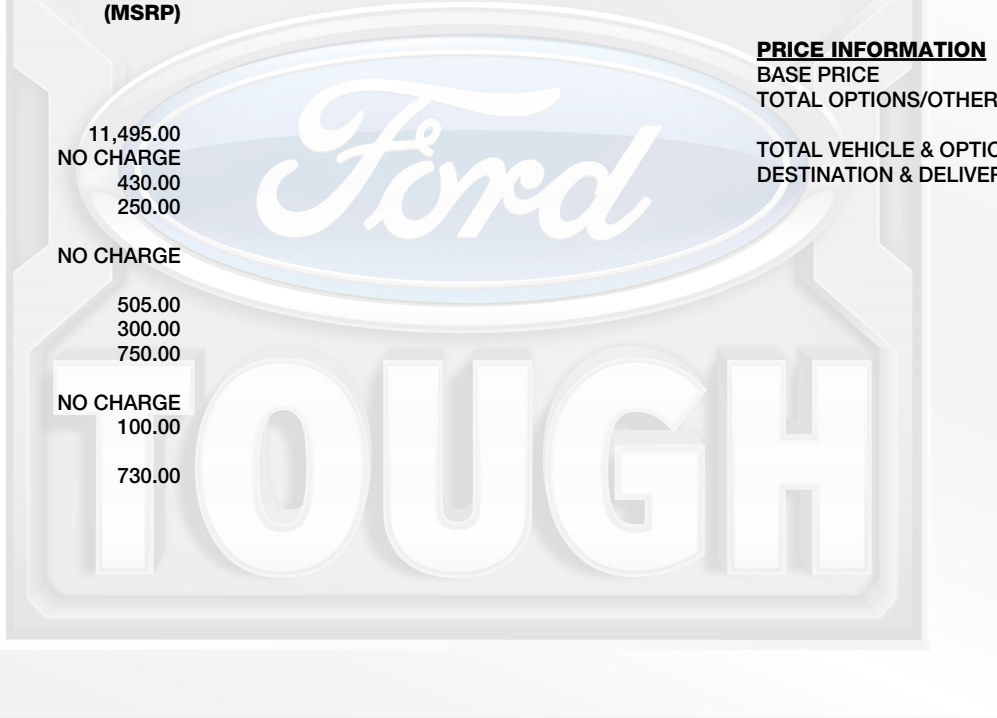 (MSRP)
11,495.00
NO CHARGE
430.00
250.00
NO CHARGE
505.00
300.00
750.00
NO CHARGE
100.00
730.00
PRICE INFORMATION
BASE PRICE
TOTAL OPTIONS/OTHER
TOTAL VEHICLE & OPTIO
DESTINATION & DELIVER
Ford
TOUGH